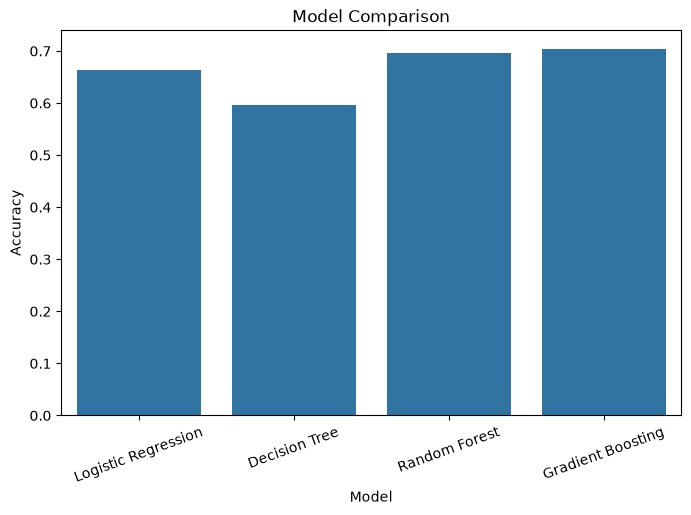 Model Comparison
Accuracy
0.7
0.6
0.5
0.4
0.3
0.2
0.1
0.0
Logistic Regression
Decision Tree
Random Forest
Gradient Boosting
Model